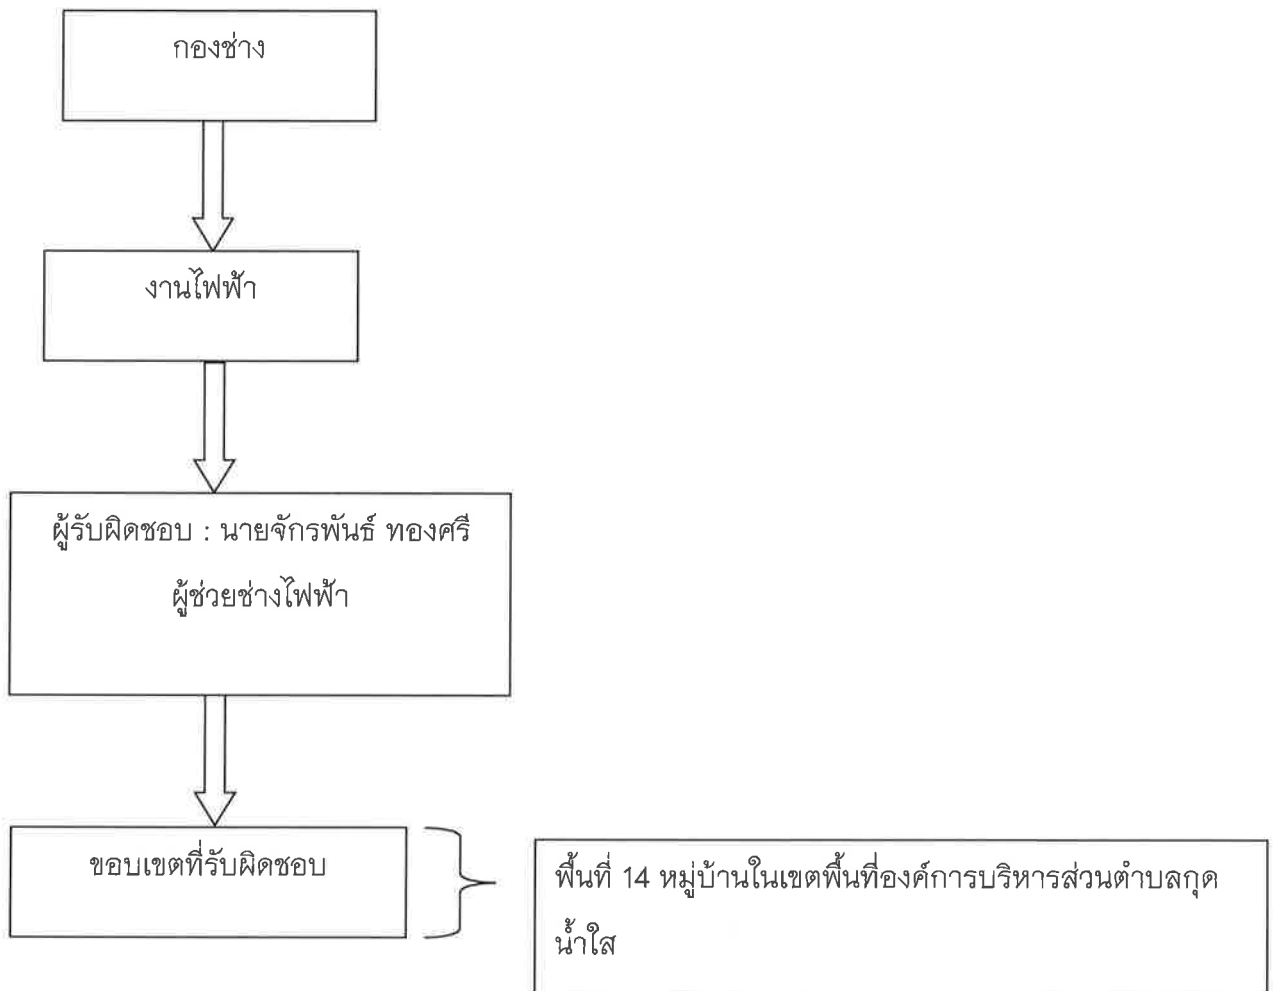 กองช่าง
งานไฟฟ้า
ผู้รับผิดชอบ : นายจักรพันธ์ ทองศรี
ผู้ช่วยช่างไฟฟ้า
ขอบเขตที่รับผิดชอบ
พื้นที่ 14 หมู่บ้านในเขตพื้นที่องค์การบริหารส่วนตำบลกุด
น้ำใส